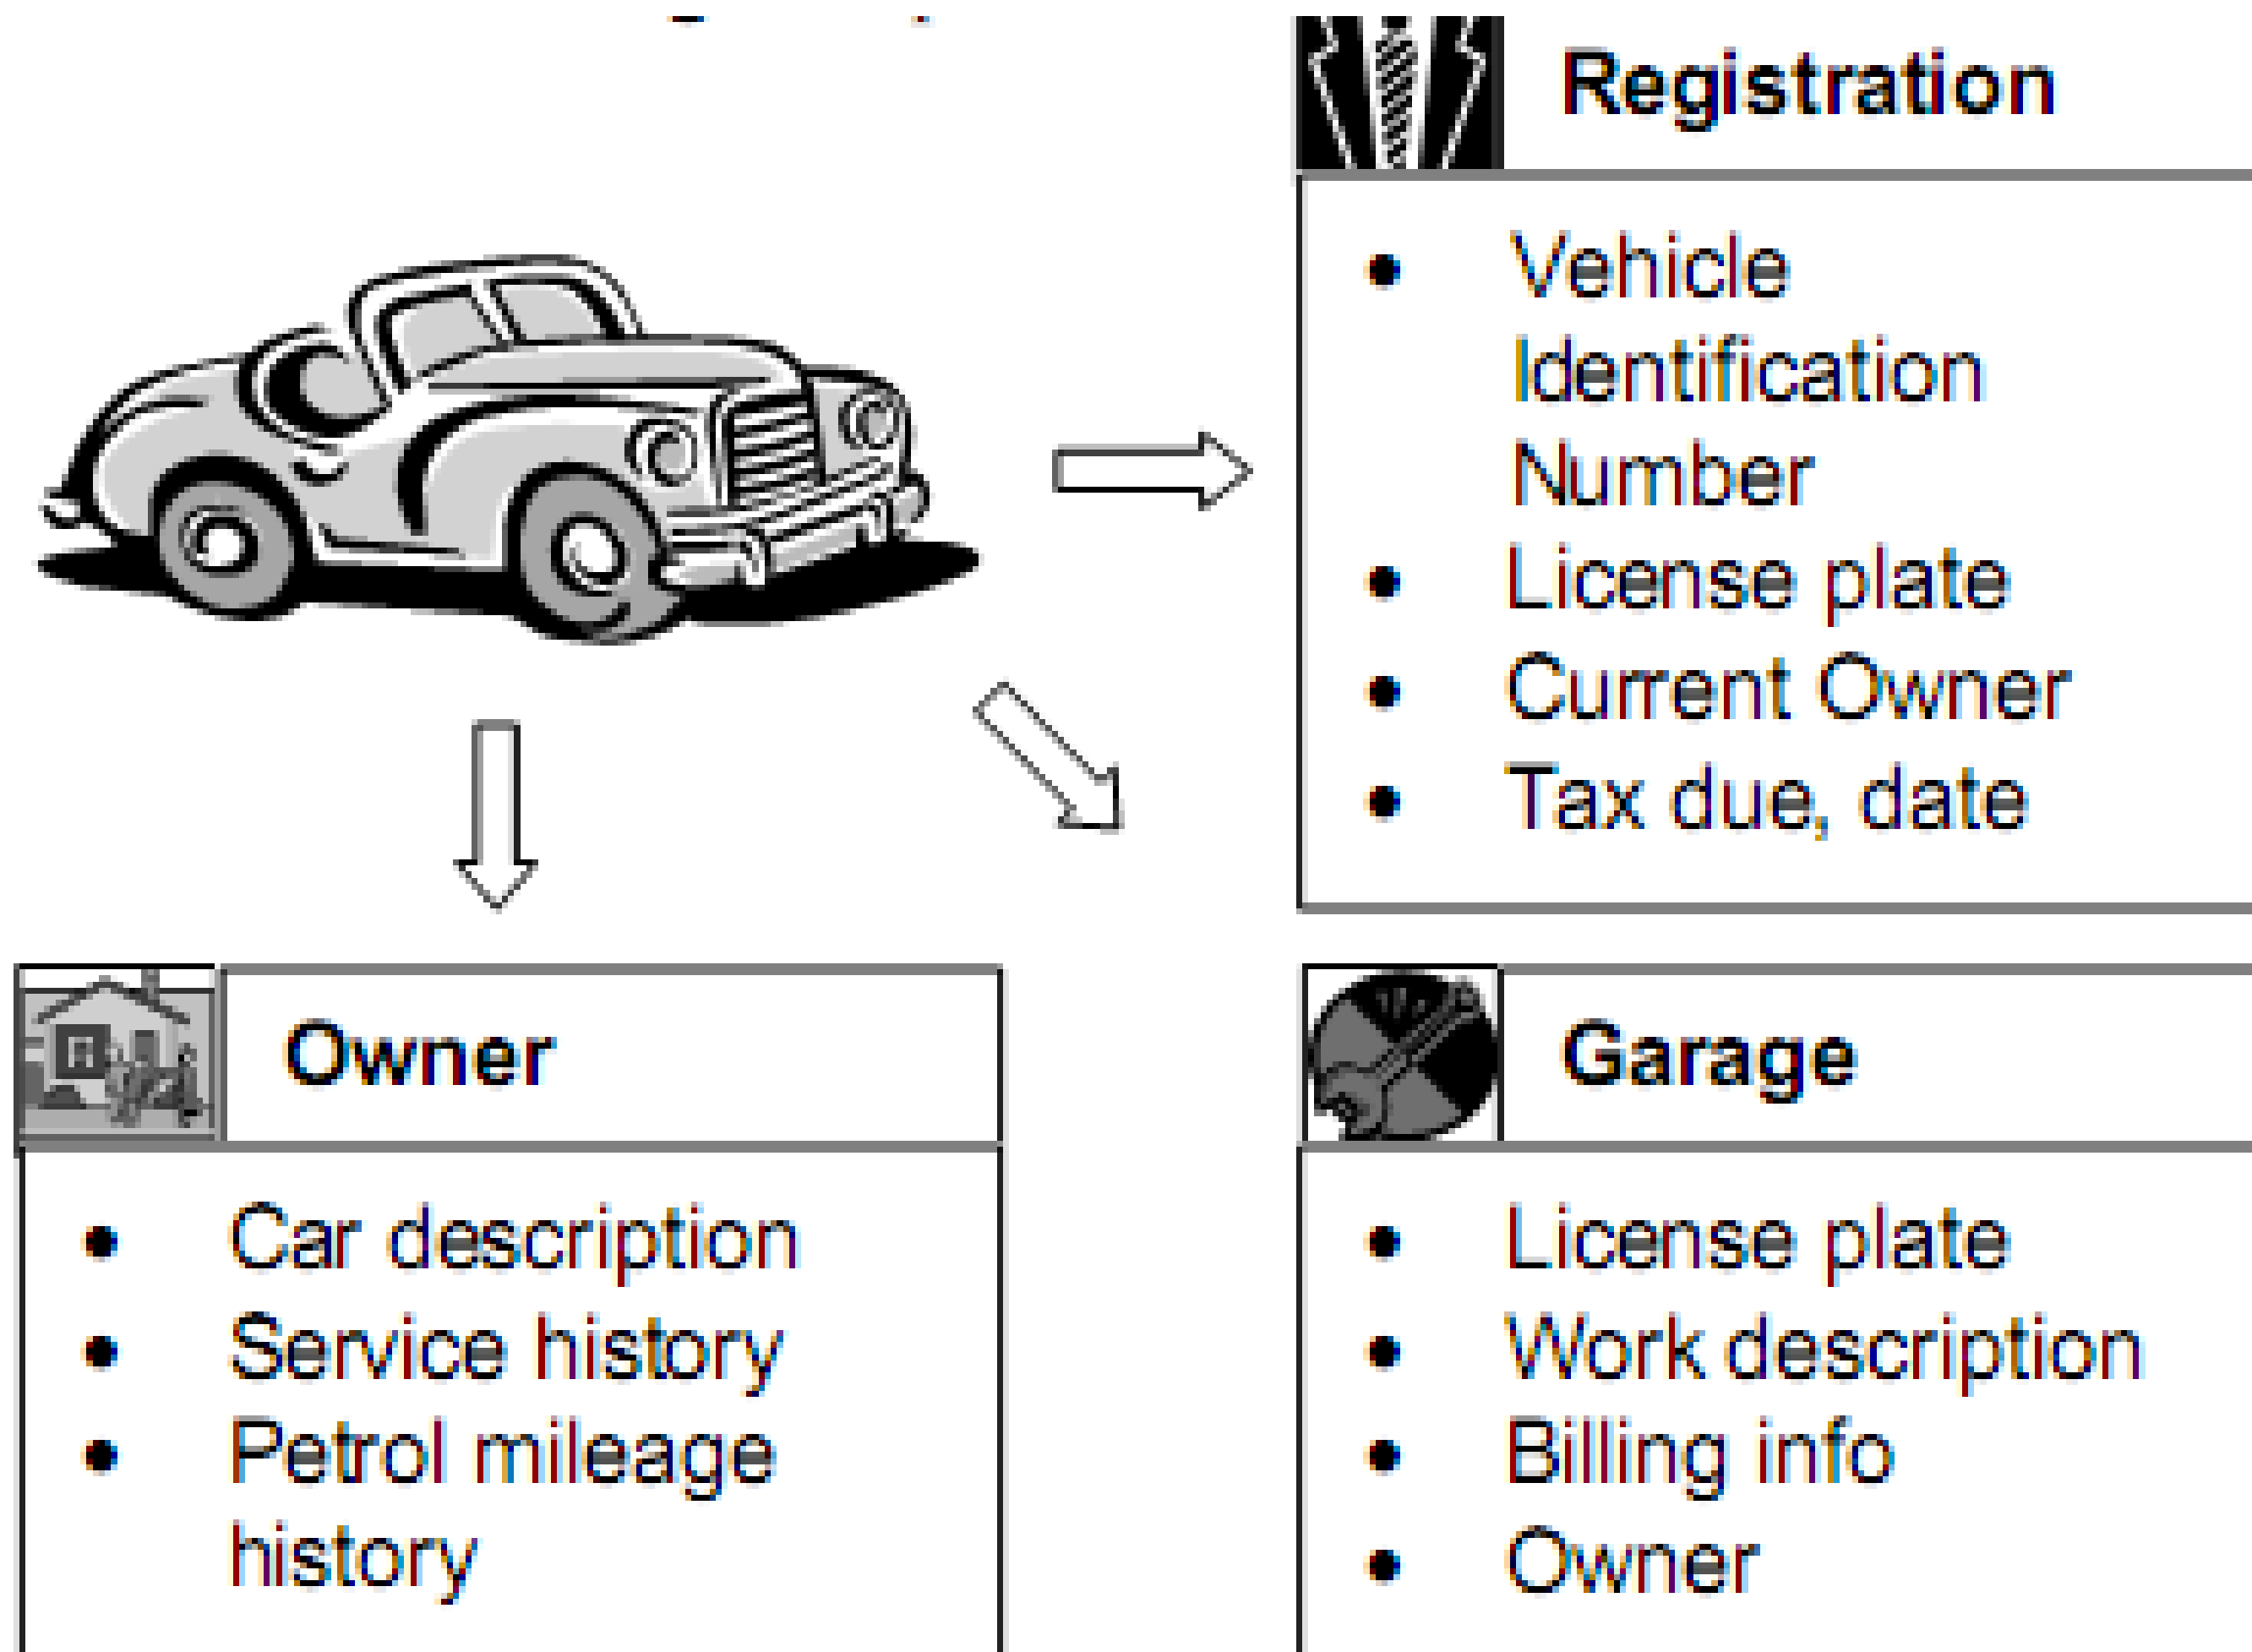 Registration
• Vehicle
Identification
Number
• License plate
• Current Owner
• Tax due, date
Owner
• Car description
• Service history
• Petrol mileage
history
Garage
• License plate
• Work description
• Billing info
• Owner